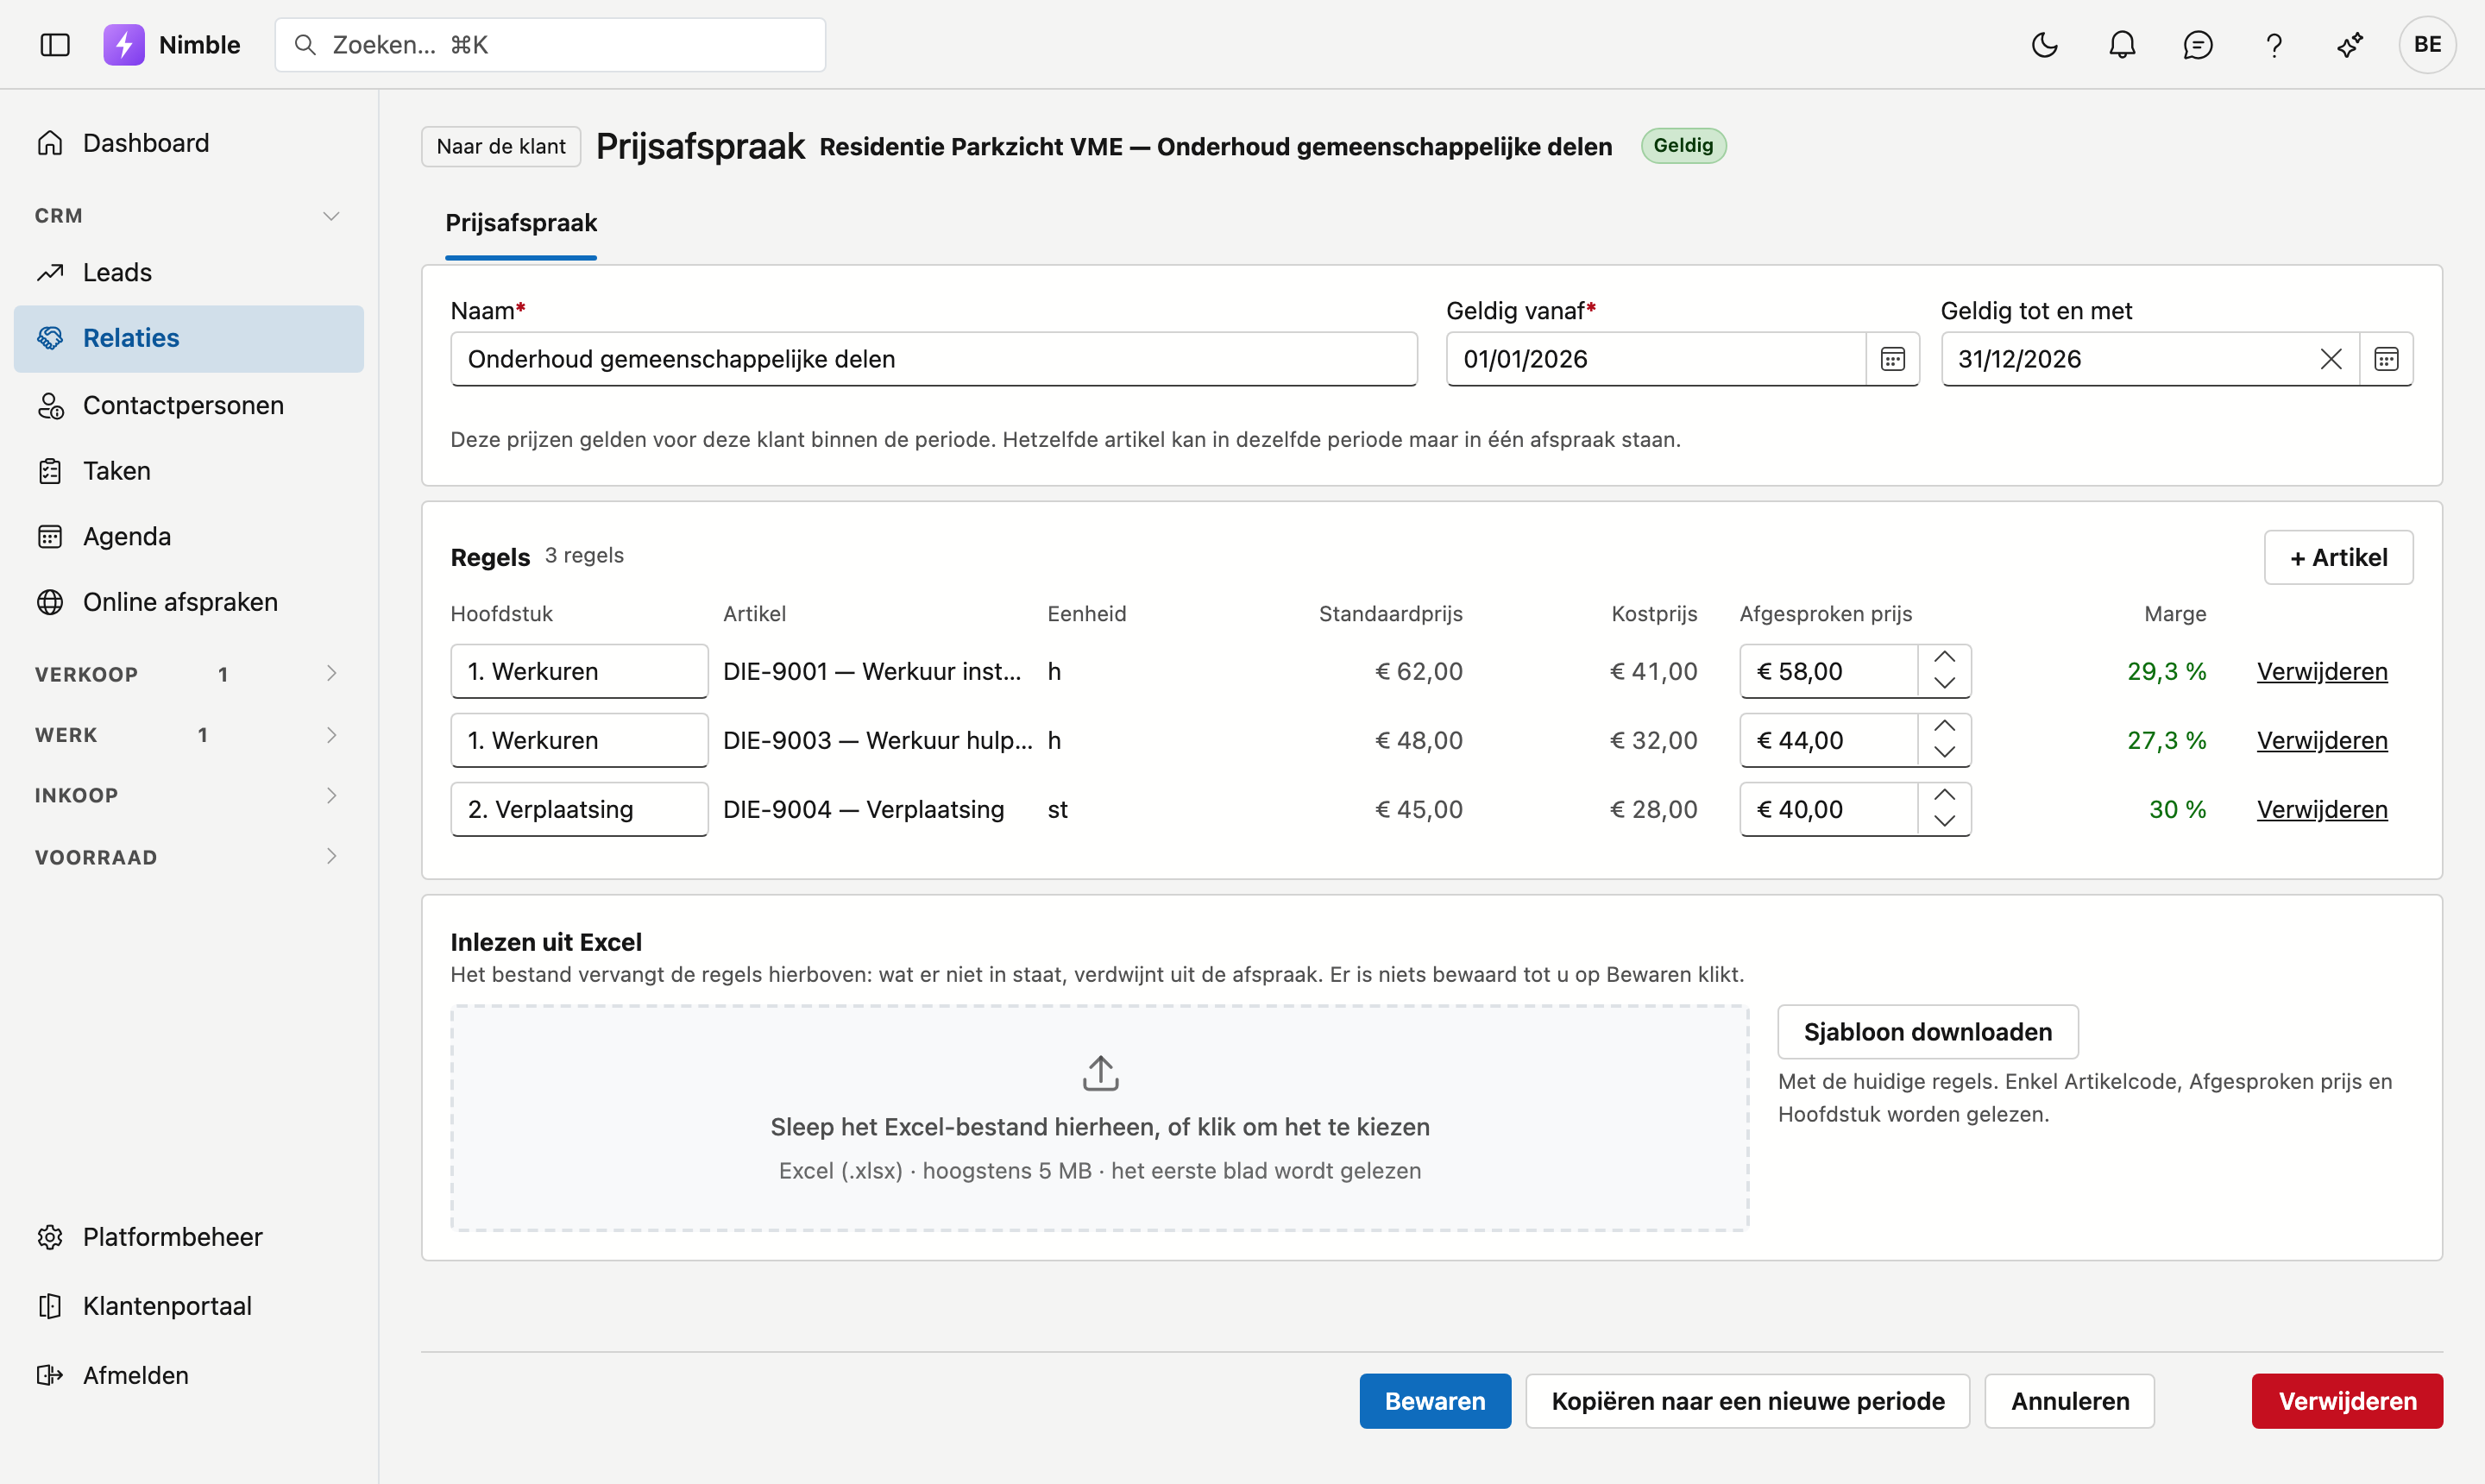 Nimble
Zoeken... ⌘K
BE
Dashboard
CRM
Leads
Relaties
Contactpersonen
Taken
Agenda
Online afspraken
VERKOOP 1
WERK 1
INKOOP
VOORRAAD
Platformbeheer
Klantenportaal
Afmelden
Naar de klant Prijsafspraak Residentie Parkzicht VME — Onderhoud gemeenschappelijke delen Geldig
Prijsafspraak
Naam* Geldig vanaf* Geldig tot en met
Onderhoud gemeenschappelijke delen 01/01/2026 31/12/2026
Deze prijzen gelden voor deze klant binnen de periode. Hetzelfde artikel kan in dezelfde periode maar in één afspraak staan.
Regels 3 regels + Artikel
Hoofdstuk Artikel Eenheid Standaardprijs Kostprijs Afgesproken prijs Marge
1. Werkuren DIE-9001 — Werkuur inst... h € 62,00 € 41,00 € 58,00 29,3 % Verwijderen
1. Werkuren DIE-9003 — Werkuur hulp... h € 48,00 € 32,00 € 44,00 27,3 % Verwijderen
2. Verplaatsing DIE-9004 — Verplaatsing st € 45,00 € 28,00 € 40,00 30 % Verwijderen
Inlezen uit Excel
Het bestand vervangt de regels hierboven: wat er niet in staat, verdwijnt uit de afspraak. Er is niets bewaard tot u op Bewaren klikt.
Sleep het Excel-bestand hierheen, of klik om het te kiezen
Excel (.xlsx) · hoogstens 5 MB · het eerste blad wordt gelezen
Sjabloon downloaden
Met de huidige regels. Enkel Artikelcode, Afgesproken prijs en
Hoofdstuk worden gelezen.
Bewaren Kopiëren naar een nieuwe periode Annuleren Verwijderen